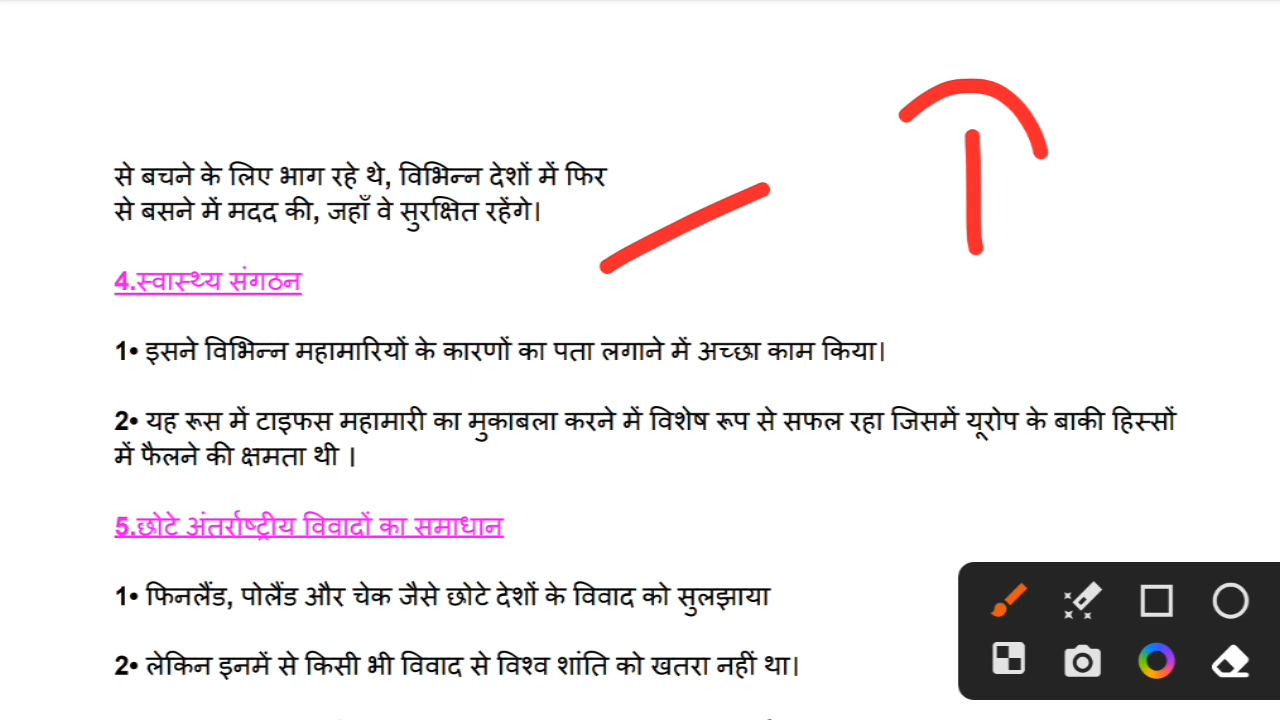 से बचने के लिए भाग रहे थे, विभिन्न देशों में फिर
से बसने में मदद की, जहाँ वे सुरक्षित रहेंगे।
4.स्वास्थ्य संगठन
1• इसने विभिन्न महामारियों के कारणों का पता लगाने में अच्छा काम किया।
2• यह रूस में टाइफस महामारी का मुकाबला करने में विशेष रूप से सफल रहा जिसमें यूरोप के बाकी हिस्सों
में फैलने की क्षमता थी ।
5.छोटे अंतर्राष्ट्रीय विवादों का समाधान
1• फिनलैंड, पोलैंड और चेक जैसे छोटे देशों के विवाद को सुलझाया
2• लेकिन इनमें से किसी भी विवाद से विश्व शांति को खतरा नहीं था।